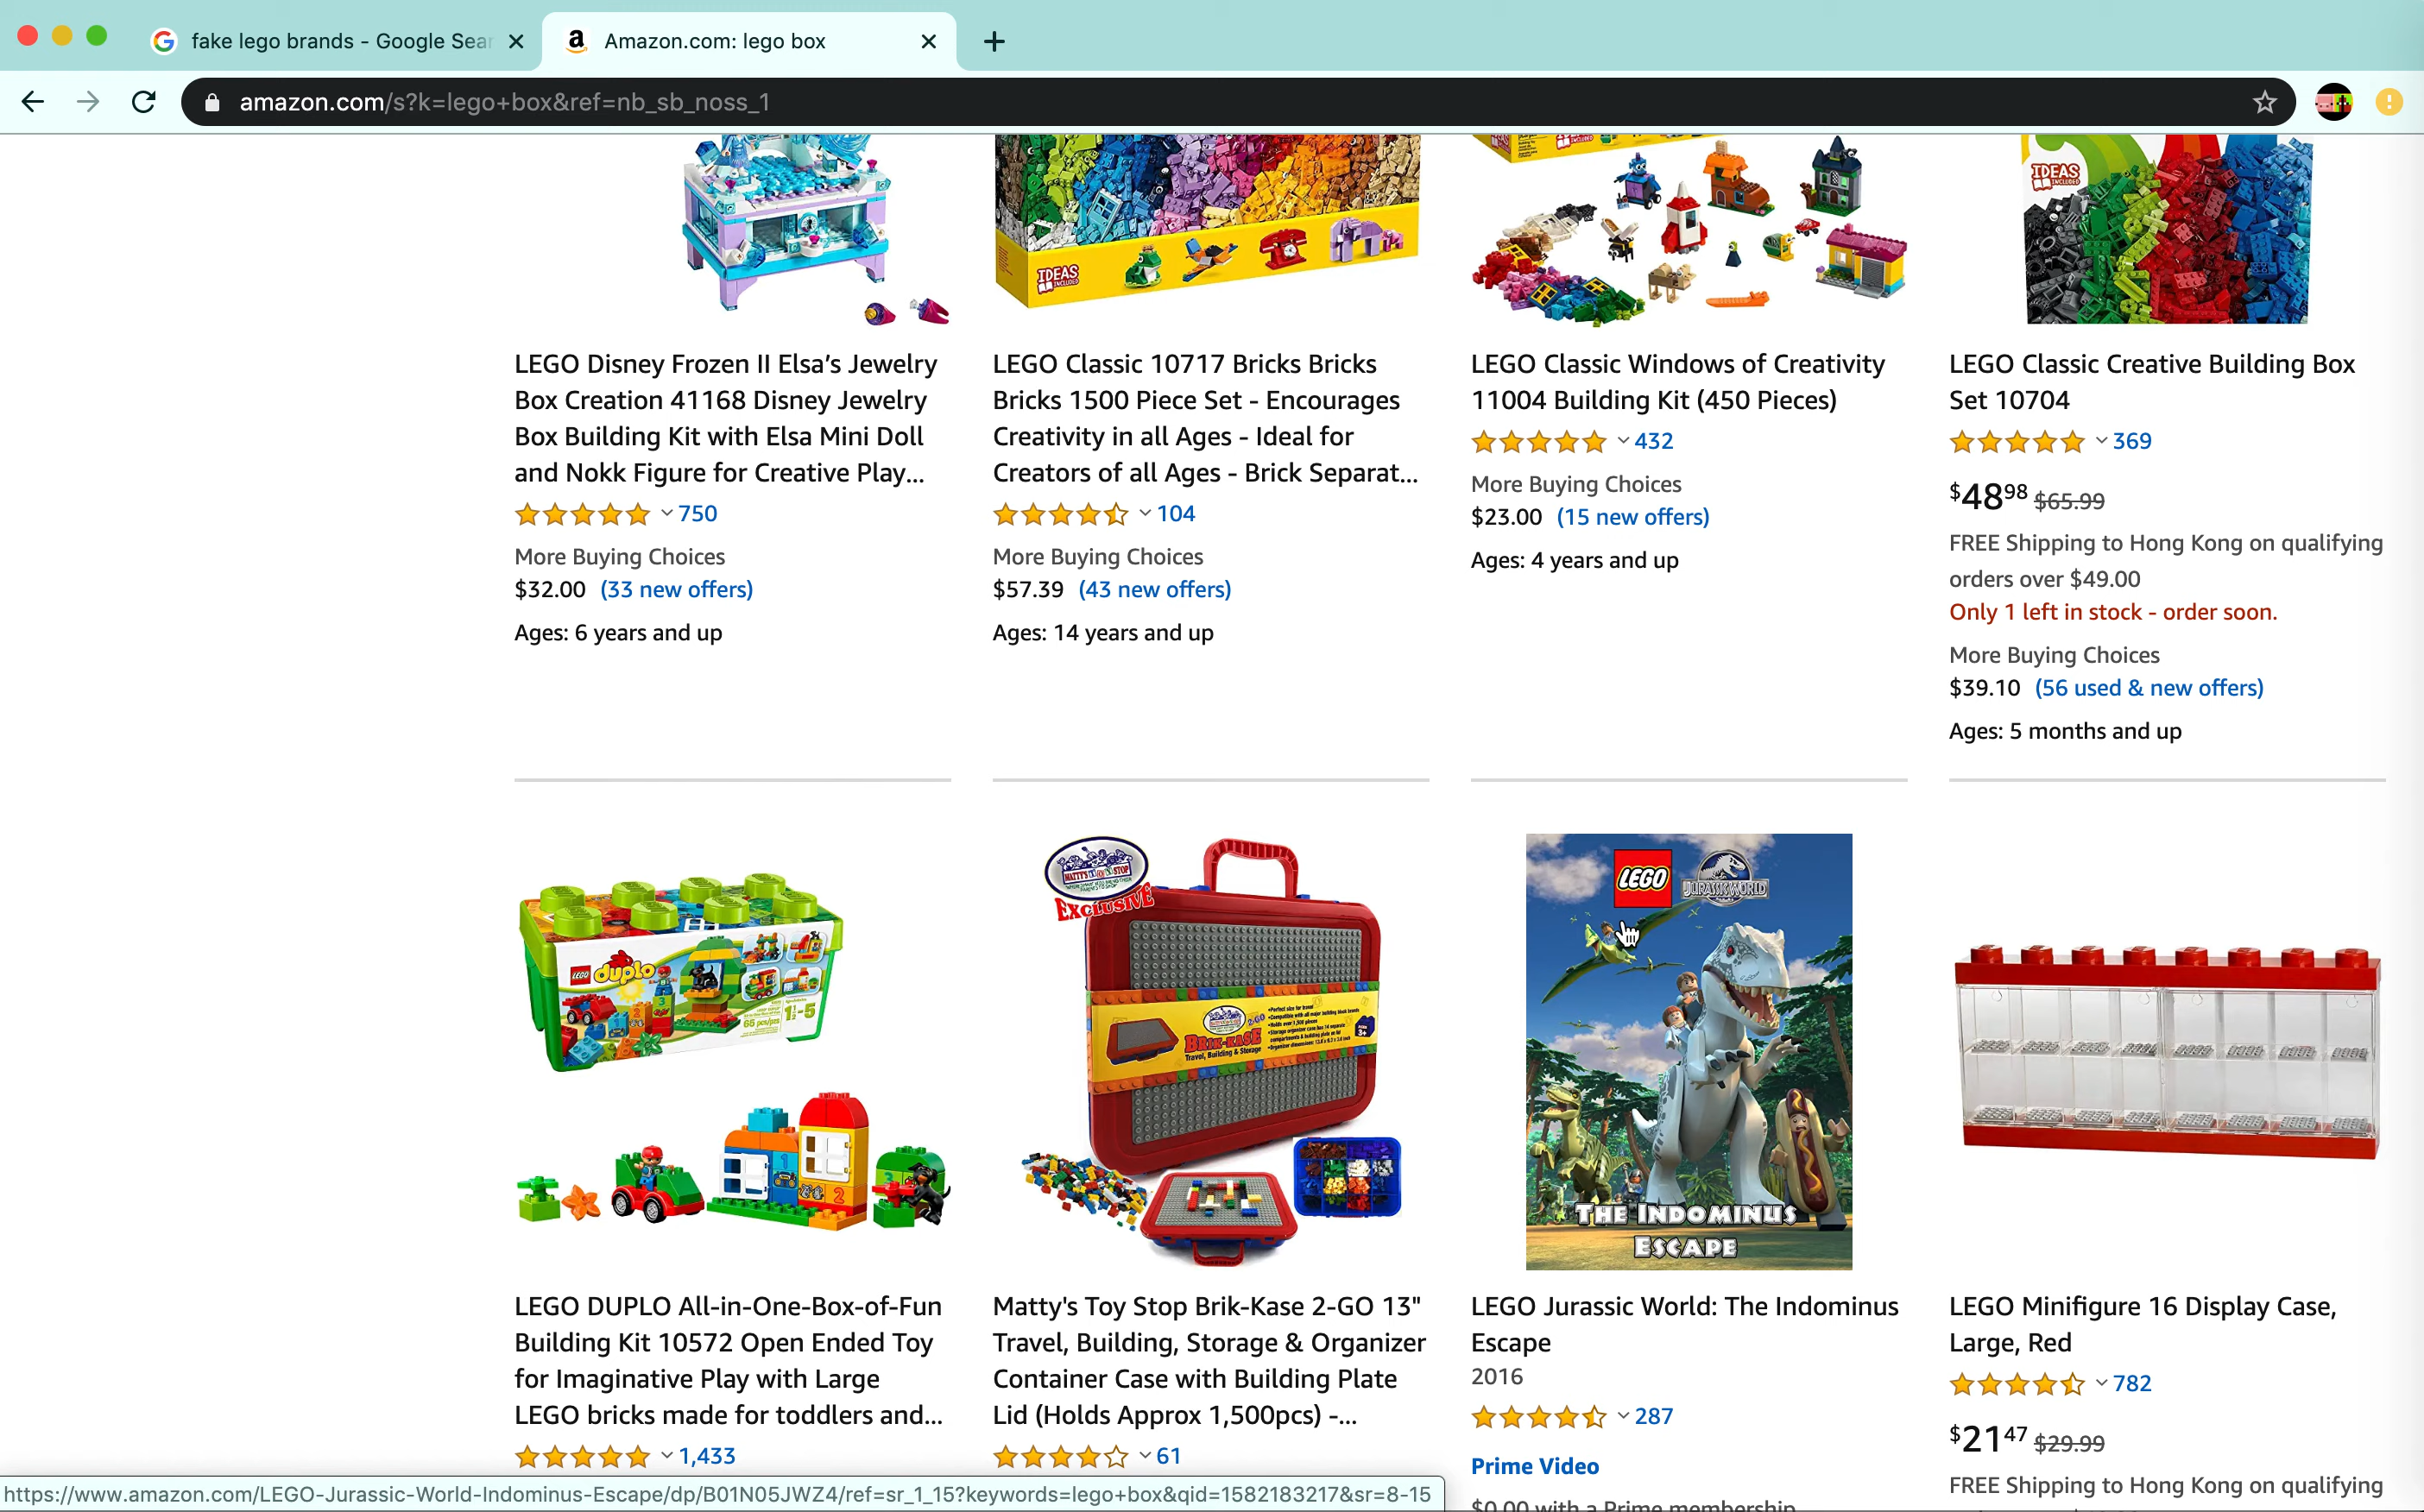 fake lego brands - Google Sear
Amazon.com: lego box
amazon.com/s?k=lego+box&ref=nb_sb_noss_1
IDEAS
INCLUDED
IDEAS
INCLUDED
LEGO Disney Frozen II Elsa’s Jewelry
Box Creation 41168 Disney Jewelry
Box Building Kit with Elsa Mini Doll
and Nokk Figure for Creative Play...
750
More Buying Choices
$32.00 (33 new offers)
Ages: 6 years and up
LEGO Classic 10717 Bricks Bricks
Bricks 1500 Piece Set - Encourages
Creativity in all Ages - Ideal for
Creators of all Ages - Brick Separat...
104
More Buying Choices
$57.39 (43 new offers)
Ages: 14 years and up
LEGO Classic Windows of Creativity
11004 Building Kit (450 Pieces)
432
More Buying Choices
$23.00 (15 new offers)
Ages: 4 years and up
LEGO Classic Creative Building Box
Set 10704
369
$48.98 $65.99
FREE Shipping to Hong Kong on qualifying
orders over $49.00
Only 1 left in stock - order soon.
More Buying Choices
$39.10 (56 used & new offers)
Ages: 5 months and up
LEGO duplo
65 pcs/pzs
1½-5
MATTY'S TOY STOP
EXCLUSIVE
BRIK-KASE
Travel, Building & Storage
LEGO JURASSIC WORLD
THE INDOMINUS
ESCAPE
LEGO DUPLO All-in-One-Box-of-Fun
Building Kit 10572 Open Ended Toy
for Imaginative Play with Large
LEGO bricks made for toddlers and...
1,433
Matty's Toy Stop Brik-Kase 2-GO 13"
Travel, Building, Storage & Organizer
Container Case with Building Plate
Lid (Holds Approx 1,500pcs) -...
61
LEGO Jurassic World: The Indominus
Escape
2016
287
Prime Video
$0.00 with a Prime membership
LEGO Minifigure 16 Display Case,
Large, Red
782
$21.47 $29.99
FREE Shipping to Hong Kong on qualifying
https://www.amazon.com/LEGO-Jurassic-World-Indominus-Escape/dp/B01N05JWZ4/ref=sr_1_15?keywords=lego+box&qid=1582183217&sr=8-15